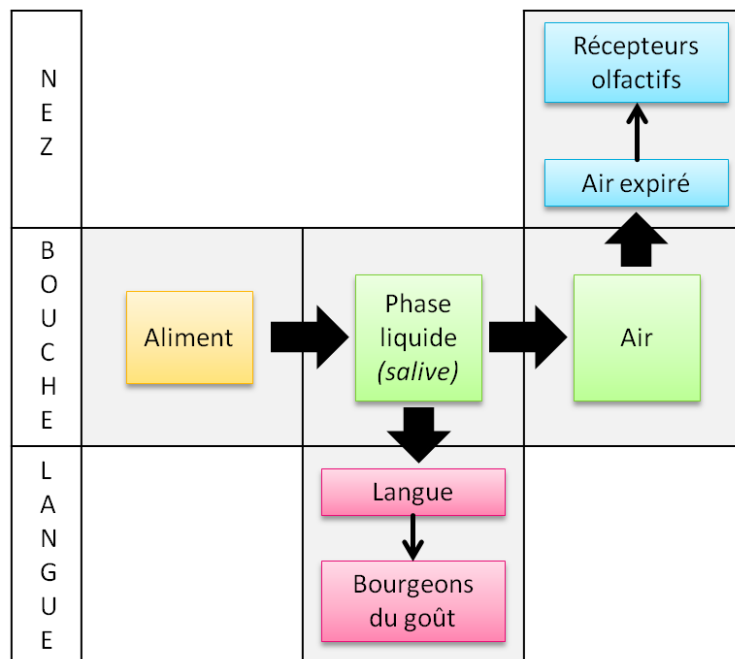 N
E
Z
Récepteurs
olfactifs
Air expiré
B
O
U
C
H
E
Aliment
Phase
liquide
(salive)
Air
L
A
N
G
U
E
Langue
Bourgeons
du goût